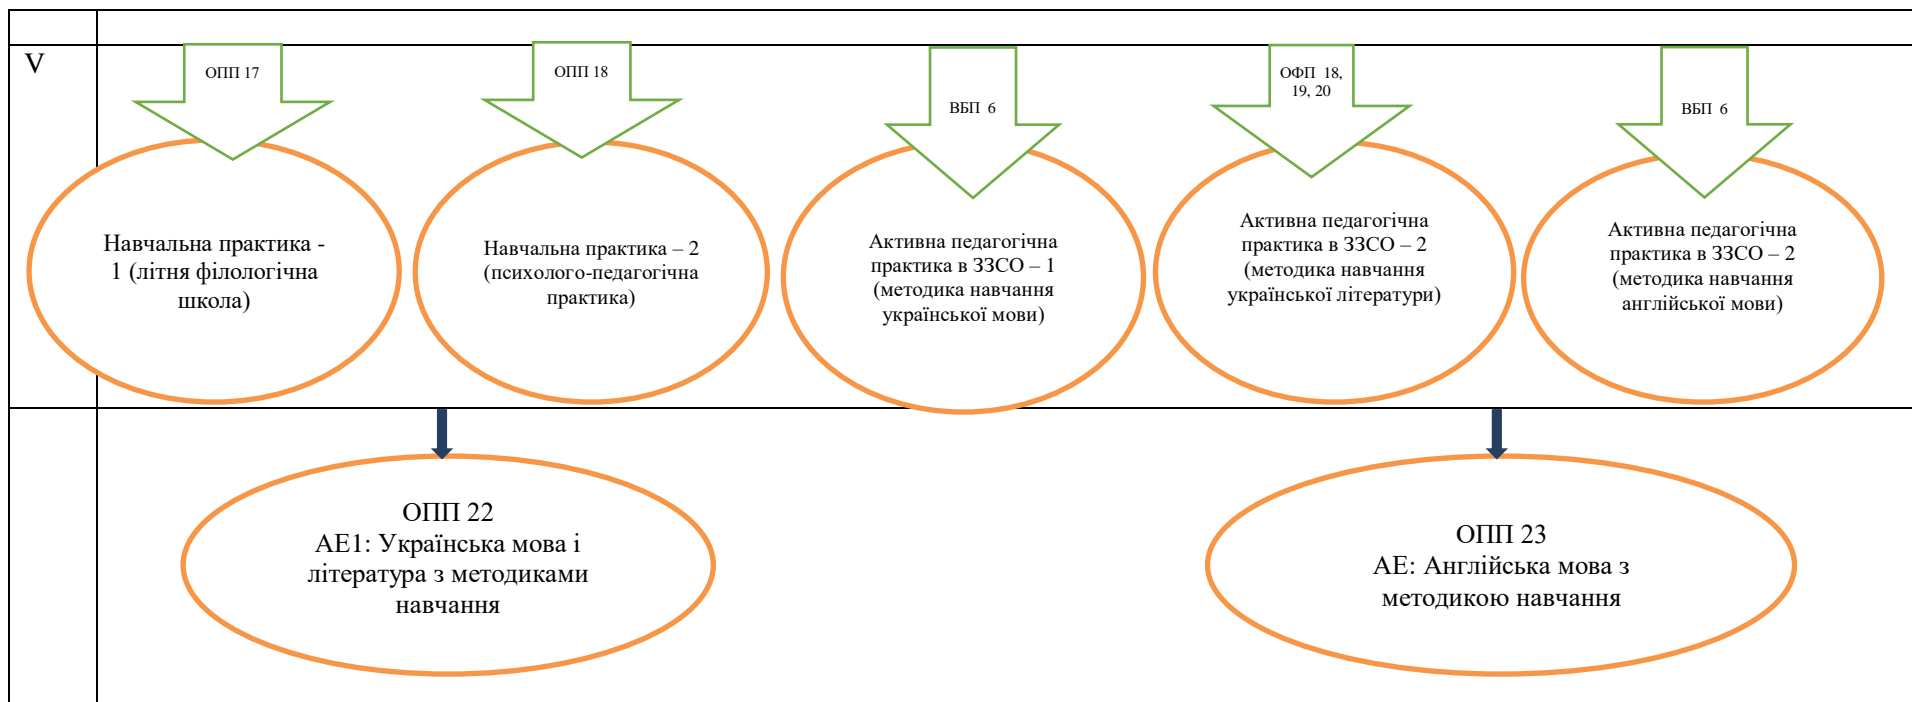 V
ОПП 17
ОПП 18
ВБП 6
ОФП 18,
19, 20
ВБП 6
Навчальна практика -
1 (літня філологічна
школа)
Навчальна практика – 2
(психолого-педагогічна
практика)
Активна педагогічна
практика в ЗЗСО – 1
(методика навчання
української мови)
Активна педагогічна
практика в ЗЗСО – 2
(методика навчання
української літератури)
Активна педагогічна
практика в ЗЗСО – 2
(методика навчання
англійської мови)
ОПП 22
АЕ1: Українська мова і
література з методиками
навчання
ОПП 23
АЕ: Англійська мова з
методикою навчання